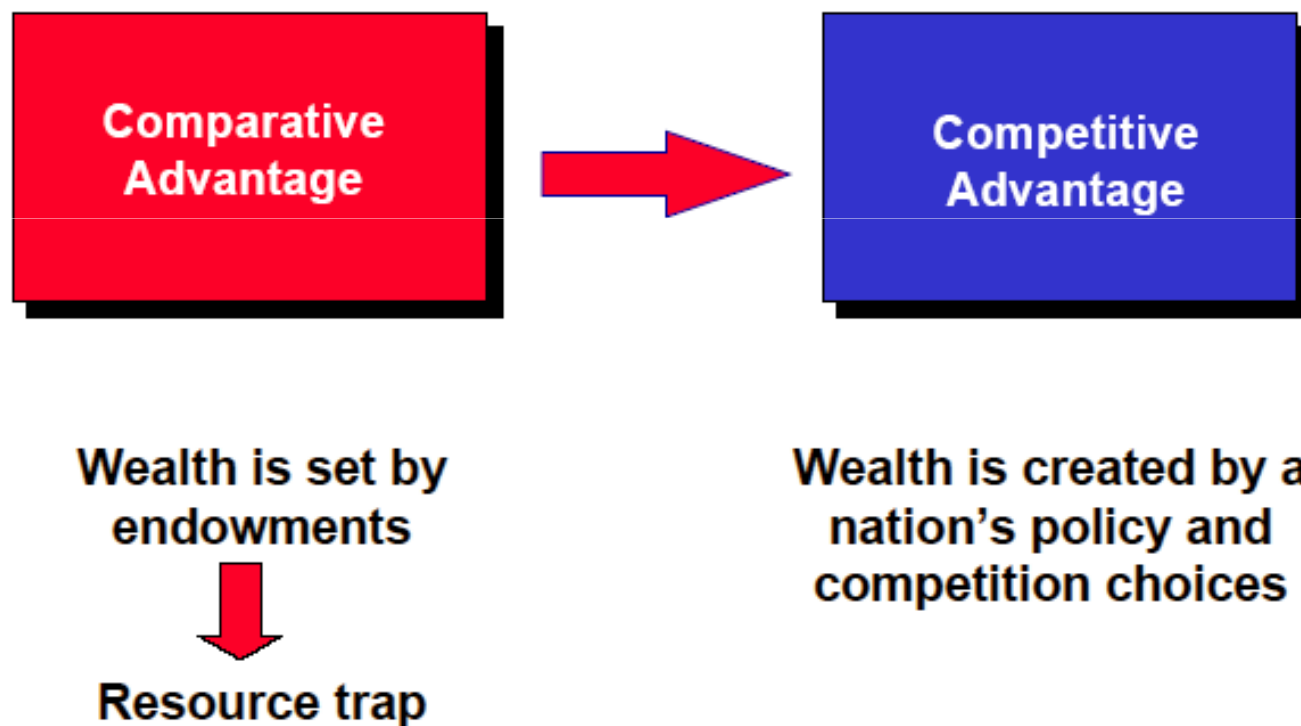 Comparative
Advantage
Competitive
Advantage
Wealth is set by
endowments
Resource trap
Wealth is created by a
nation’s policy and
competition choices